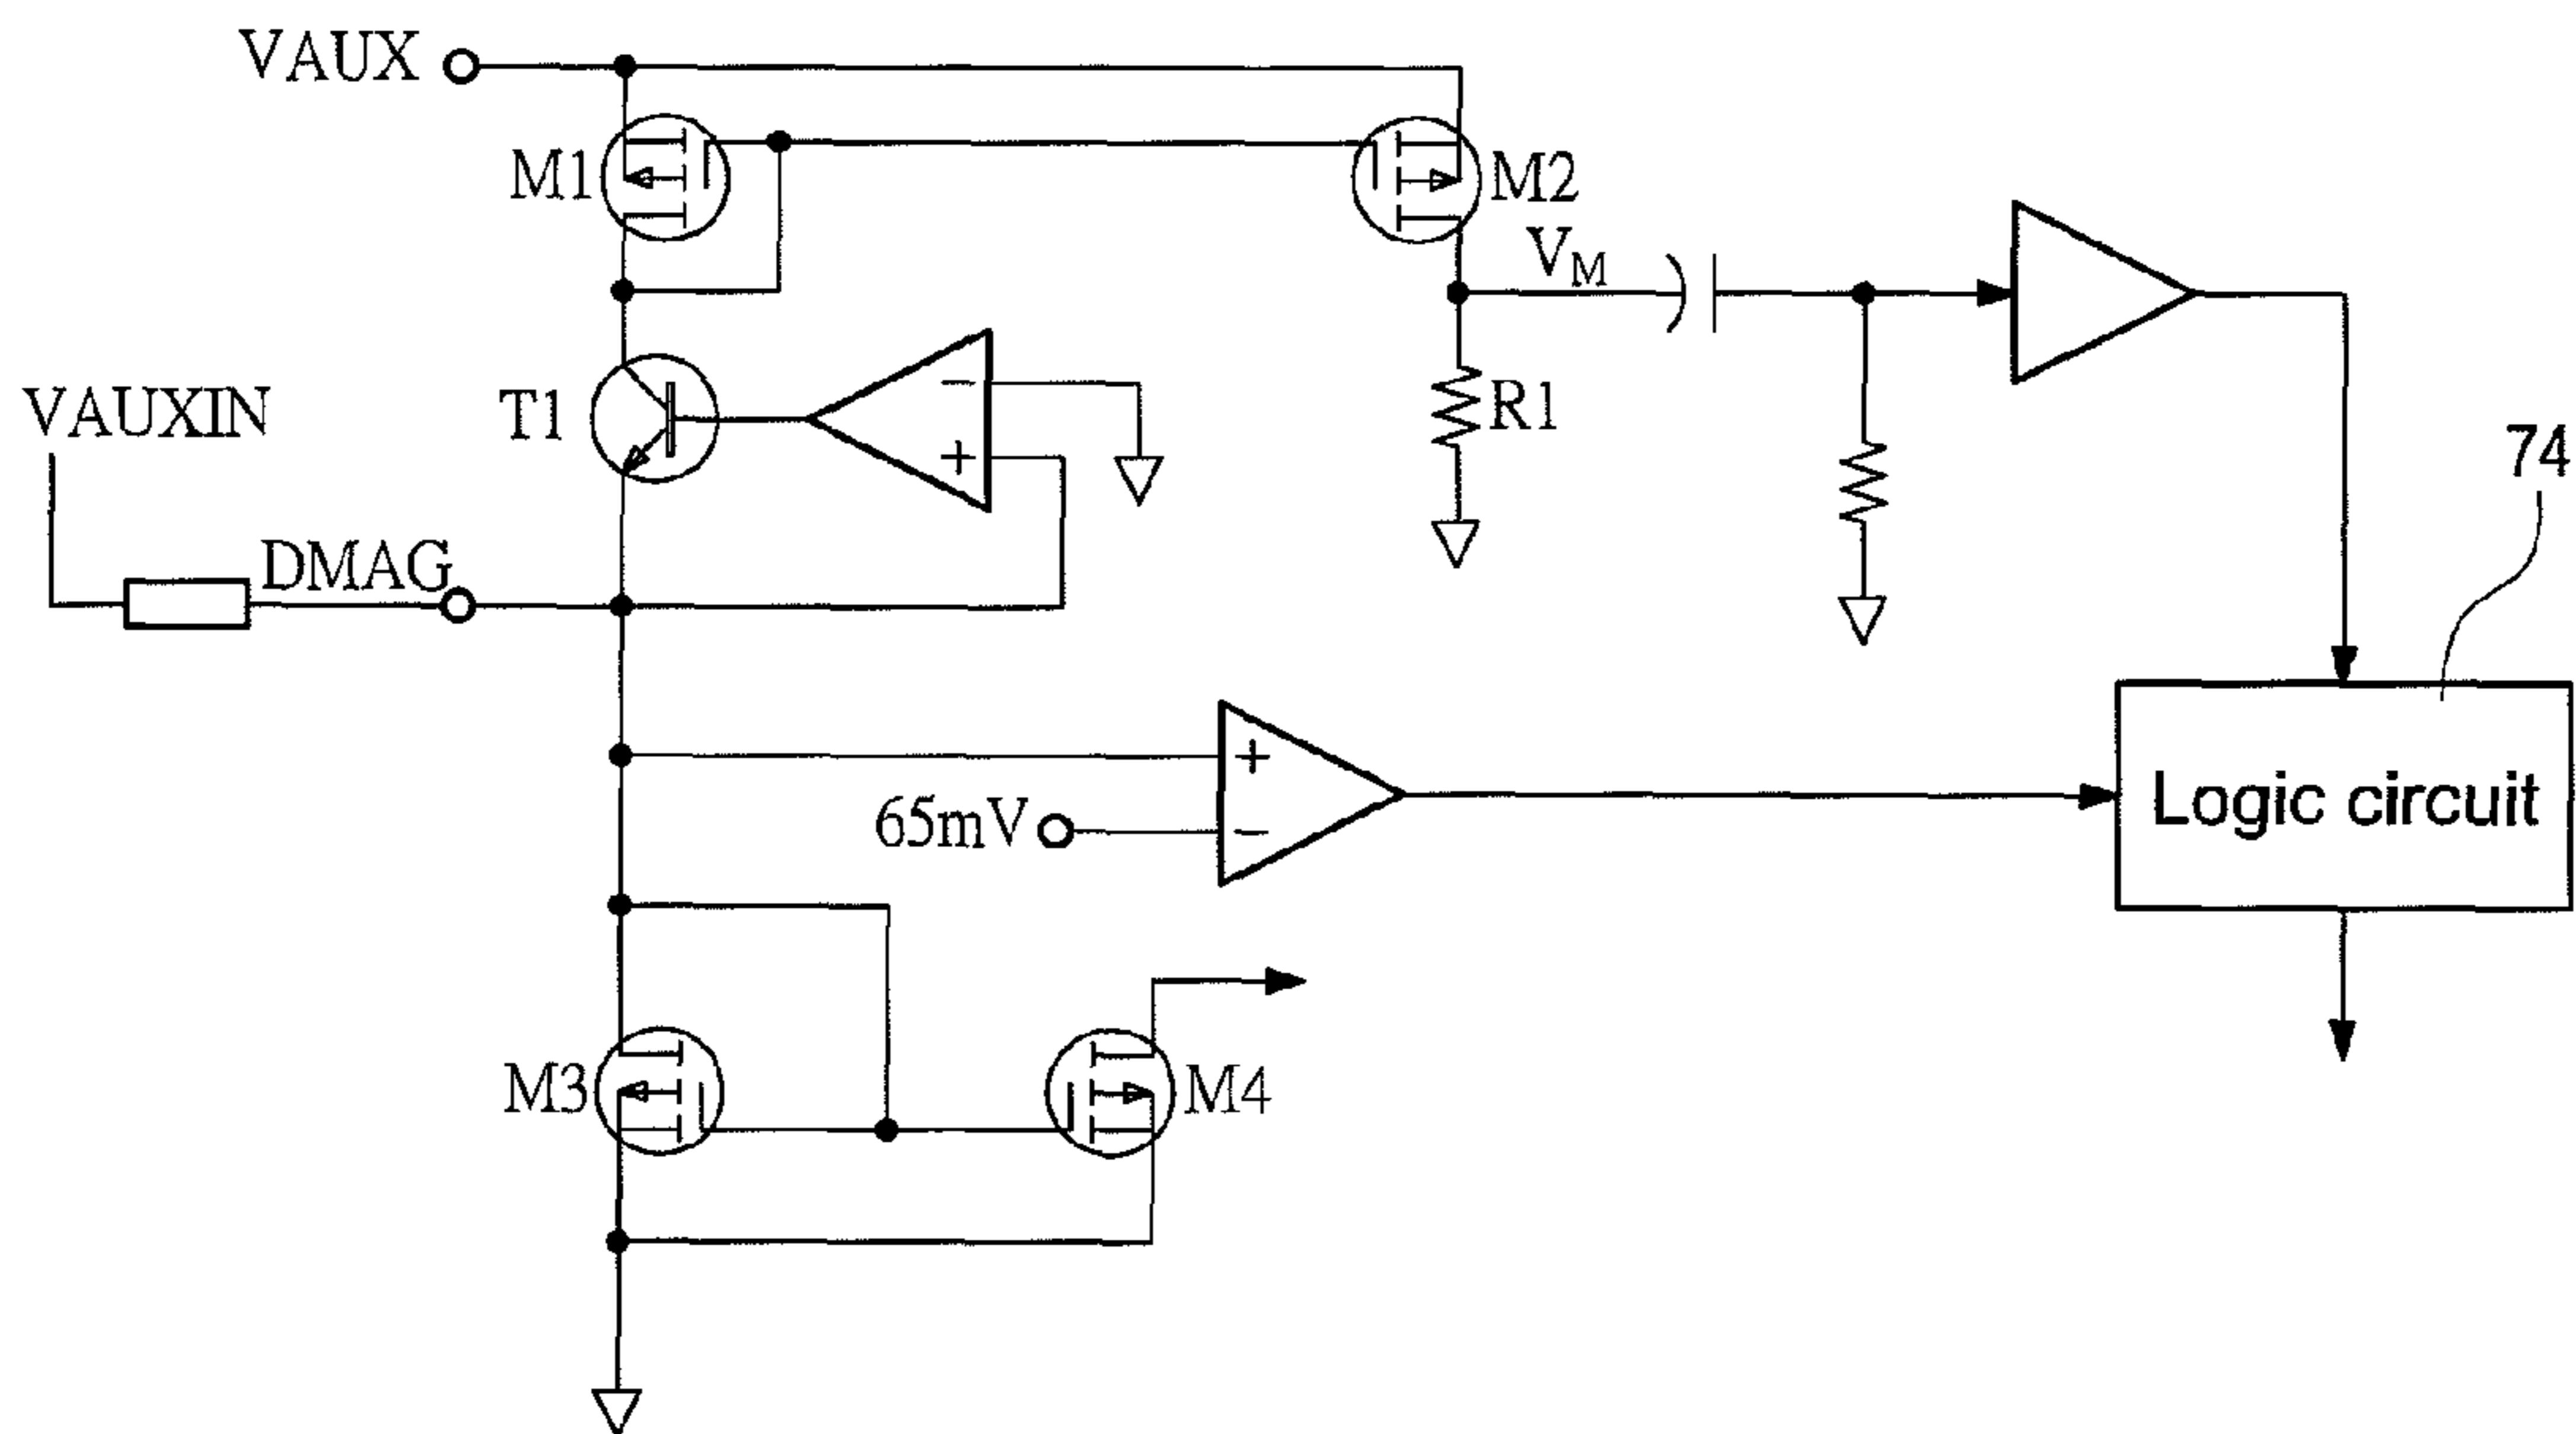 VAUX
M1
M2
VM
T1
−
+
R1
VAUXIN
74
DMAG
+
65mV
−
Logic circuit
M3
M4